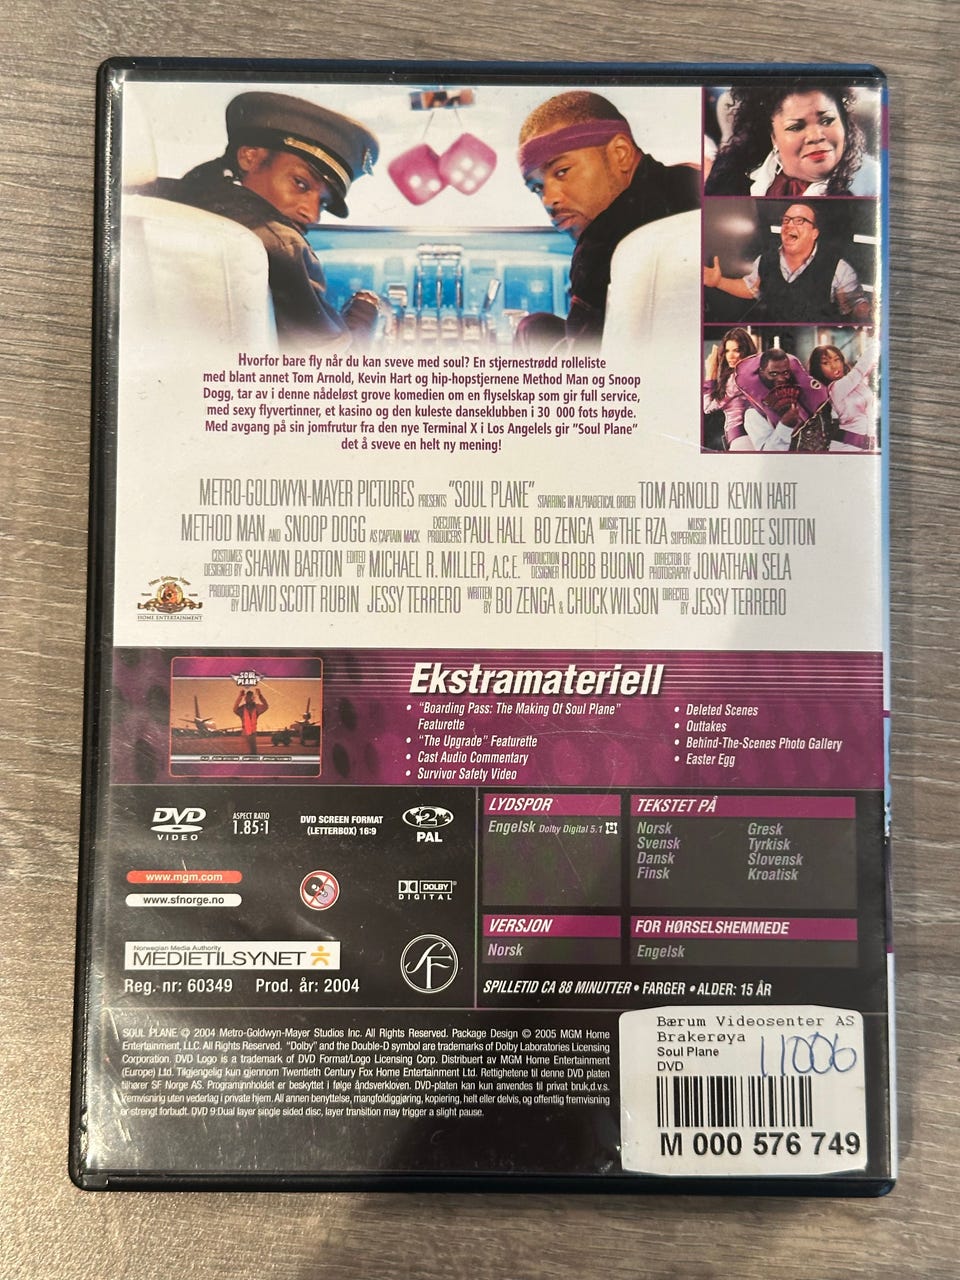 Hvorfor bare fly når du kan sveve med soul? En stjernestrødd rolleliste
med blant annet Tom Arnold, Kevin Hart og hip-hopstjernene Method Man og Snoop
Dogg, tar av i denne nådeløst grove komedien om en flyselskap som gir full service,
med sexy flyvertinner, et kasino og den kuleste danseklubben i 30 000 fots høyde.
Med avgang på sin jomfrutur fra den nye Terminal X i Los Angelels gir "Soul Plane"
det å sveve en helt ny mening!
METRO-GOLDWYN-MAYER PICTURES PRESENTS "SOUL PLANE" STARRING IN ALPHABETICAL ORDER TOM ARNOLD KEVIN HART
METHOD MAN AND SNOOP DOGG AS CAPTAIN MACK EXECUTIVE PRODUCERS PAUL HALL BO ZENGA MUSIC BY THE RZA MUSIC SUPERVISOR MELODEE SUTTON
COSTUMES DESIGNED BY SHAWN BARTON EDITED BY MICHAEL R. MILLER, A.C.E. PRODUCTION DESIGNER ROBB BUONO DIRECTOR OF PHOTOGRAPHY JONATHAN SELA
PRODUCED BY DAVID SCOTT RUBIN JESSY TERRERO WRITTEN BY BO ZENGA & CHUCK WILSON DIRECTED BY JESSY TERRERO
HOME ENTERTAINMENT
SOUL PLANE
Ekstramateriell
• "Boarding Pass: The Making Of Soul Plane"
Featurette
• "The Upgrade" Featurette
• Cast Audio Commentary
• Survivor Safety Video
• Deleted Scenes
• Outtakes
• Behind-The-Scenes Photo Gallery
• Easter Egg
DVD
VIDEO
ASPECT RATIO
1.85:1
DVD SCREEN FORMAT
(LETTERBOX) 16:9
2
PAL
www.mgm.com
www.sfnorge.no
DOLBY
DIGITAL
Norwegian Media Authority
MEDIETILSYNET
Reg. nr: 60349 Prod. år: 2004
SF
LYDSPOR
Engelsk Dolby Digital 5.1
TEKSTET PÅ
Norsk
Svensk
Dansk
Finsk
Gresk
Tyrkisk
Slovensk
Kroatisk
VERSJON
Norsk
FOR HØRSELSHEMMEDE
Engelsk
SPILLETID CA 88 MINUTTER • FARGER • ALDER: 15 ÅR
SOUL PLANE © 2004 Metro-Goldwyn-Mayer Studios Inc. All Rights Reserved. Package Design © 2005 MGM Home
Entertainment, LLC. All Rights Reserved. "Dolby" and the Double-D symbol are trademarks of Dolby Laboratories Licensing
Corporation. DVD Logo is a trademark of DVD Format/Logo Licensing Corp. Distribuert av MGM Home Entertainment
(Europe) Ltd. Tilgjengelig kun gjennom Twentieth Century Fox Home Entertainment Ltd. Rettighetene til denne DVD platen
tilhører SF Norge AS. Programinnholdet er beskyttet i følge åndsverkloven. DVD-platen kan kun anvendes til privat bruk,d.v.s.
fremvisning uten vederlag i private hjem. All annen benyttelse, mangfoldiggjøring, kopiering, helt eller delvis, og offentlig fremvisning
er strengt forbudt. DVD 9:Dual layer single sided disc, layer transition may trigger a slight pause.
Bærum Videosenter AS
Brakerøya
Soul Plane
DVD
11006
M 000 576 749